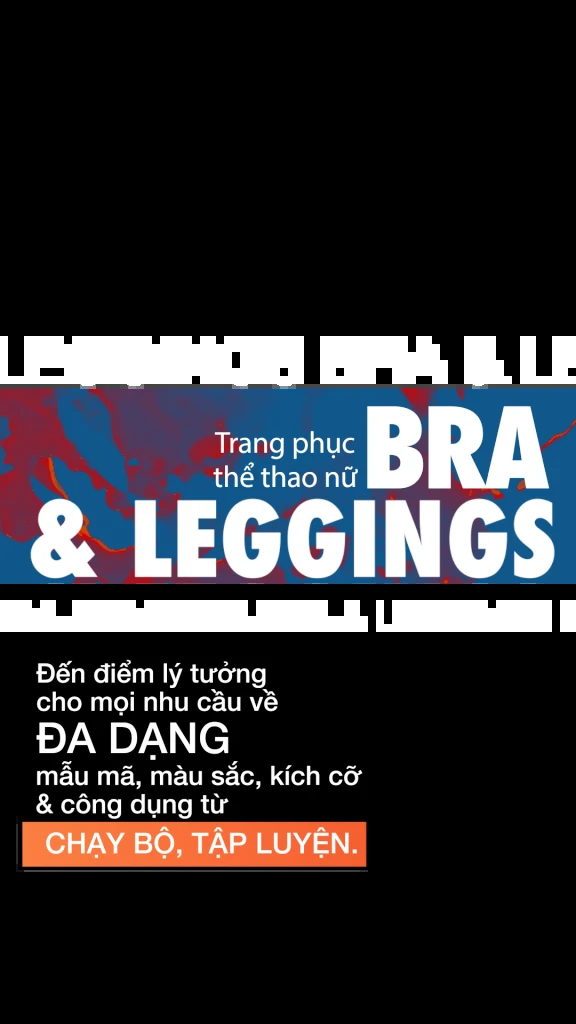 Trang phục
thể thao nữ
BRA
& LEGGINGS
Đến điểm lý tưởng
cho mọi nhu cầu về
ĐA DẠNG
mẫu mã, màu sắc, kích cỡ
& công dụng từ
CHẠY BỘ, TẬP LUYỆN.